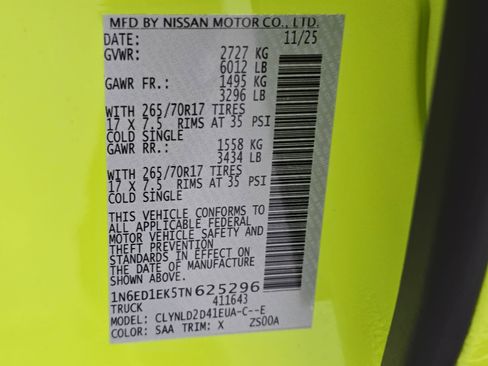 MFD BY NISSAN MOTOR CO., LTD.
DATE: 11/25
GVWR: 2727 KG
6012 LB
GAWR FR.: 1495 KG
3296 LB
WITH 265/70R17 TIRES
17 X 7.5 RIMS AT 35 PSI
COLD SINGLE
GAWR RR.: 1558 KG
3434 LB
WITH 265/70R17 TIRES
17 X 7.5 RIMS AT 35 PSI
COLD SINGLE
THIS VEHICLE CONFORMS TO
ALL APPLICABLE FEDERAL
MOTOR VEHICLE SAFETY AND
THEFT PREVENTION
STANDARDS IN EFFECT ON
THE DATE OF MANUFACTURE
SHOWN ABOVE.
1N6ED1EK5TN625296
TRUCK 411643
MODEL: CLYNLD2D41EUA-C--E
COLOR: SAA TRIM: X ZS00A